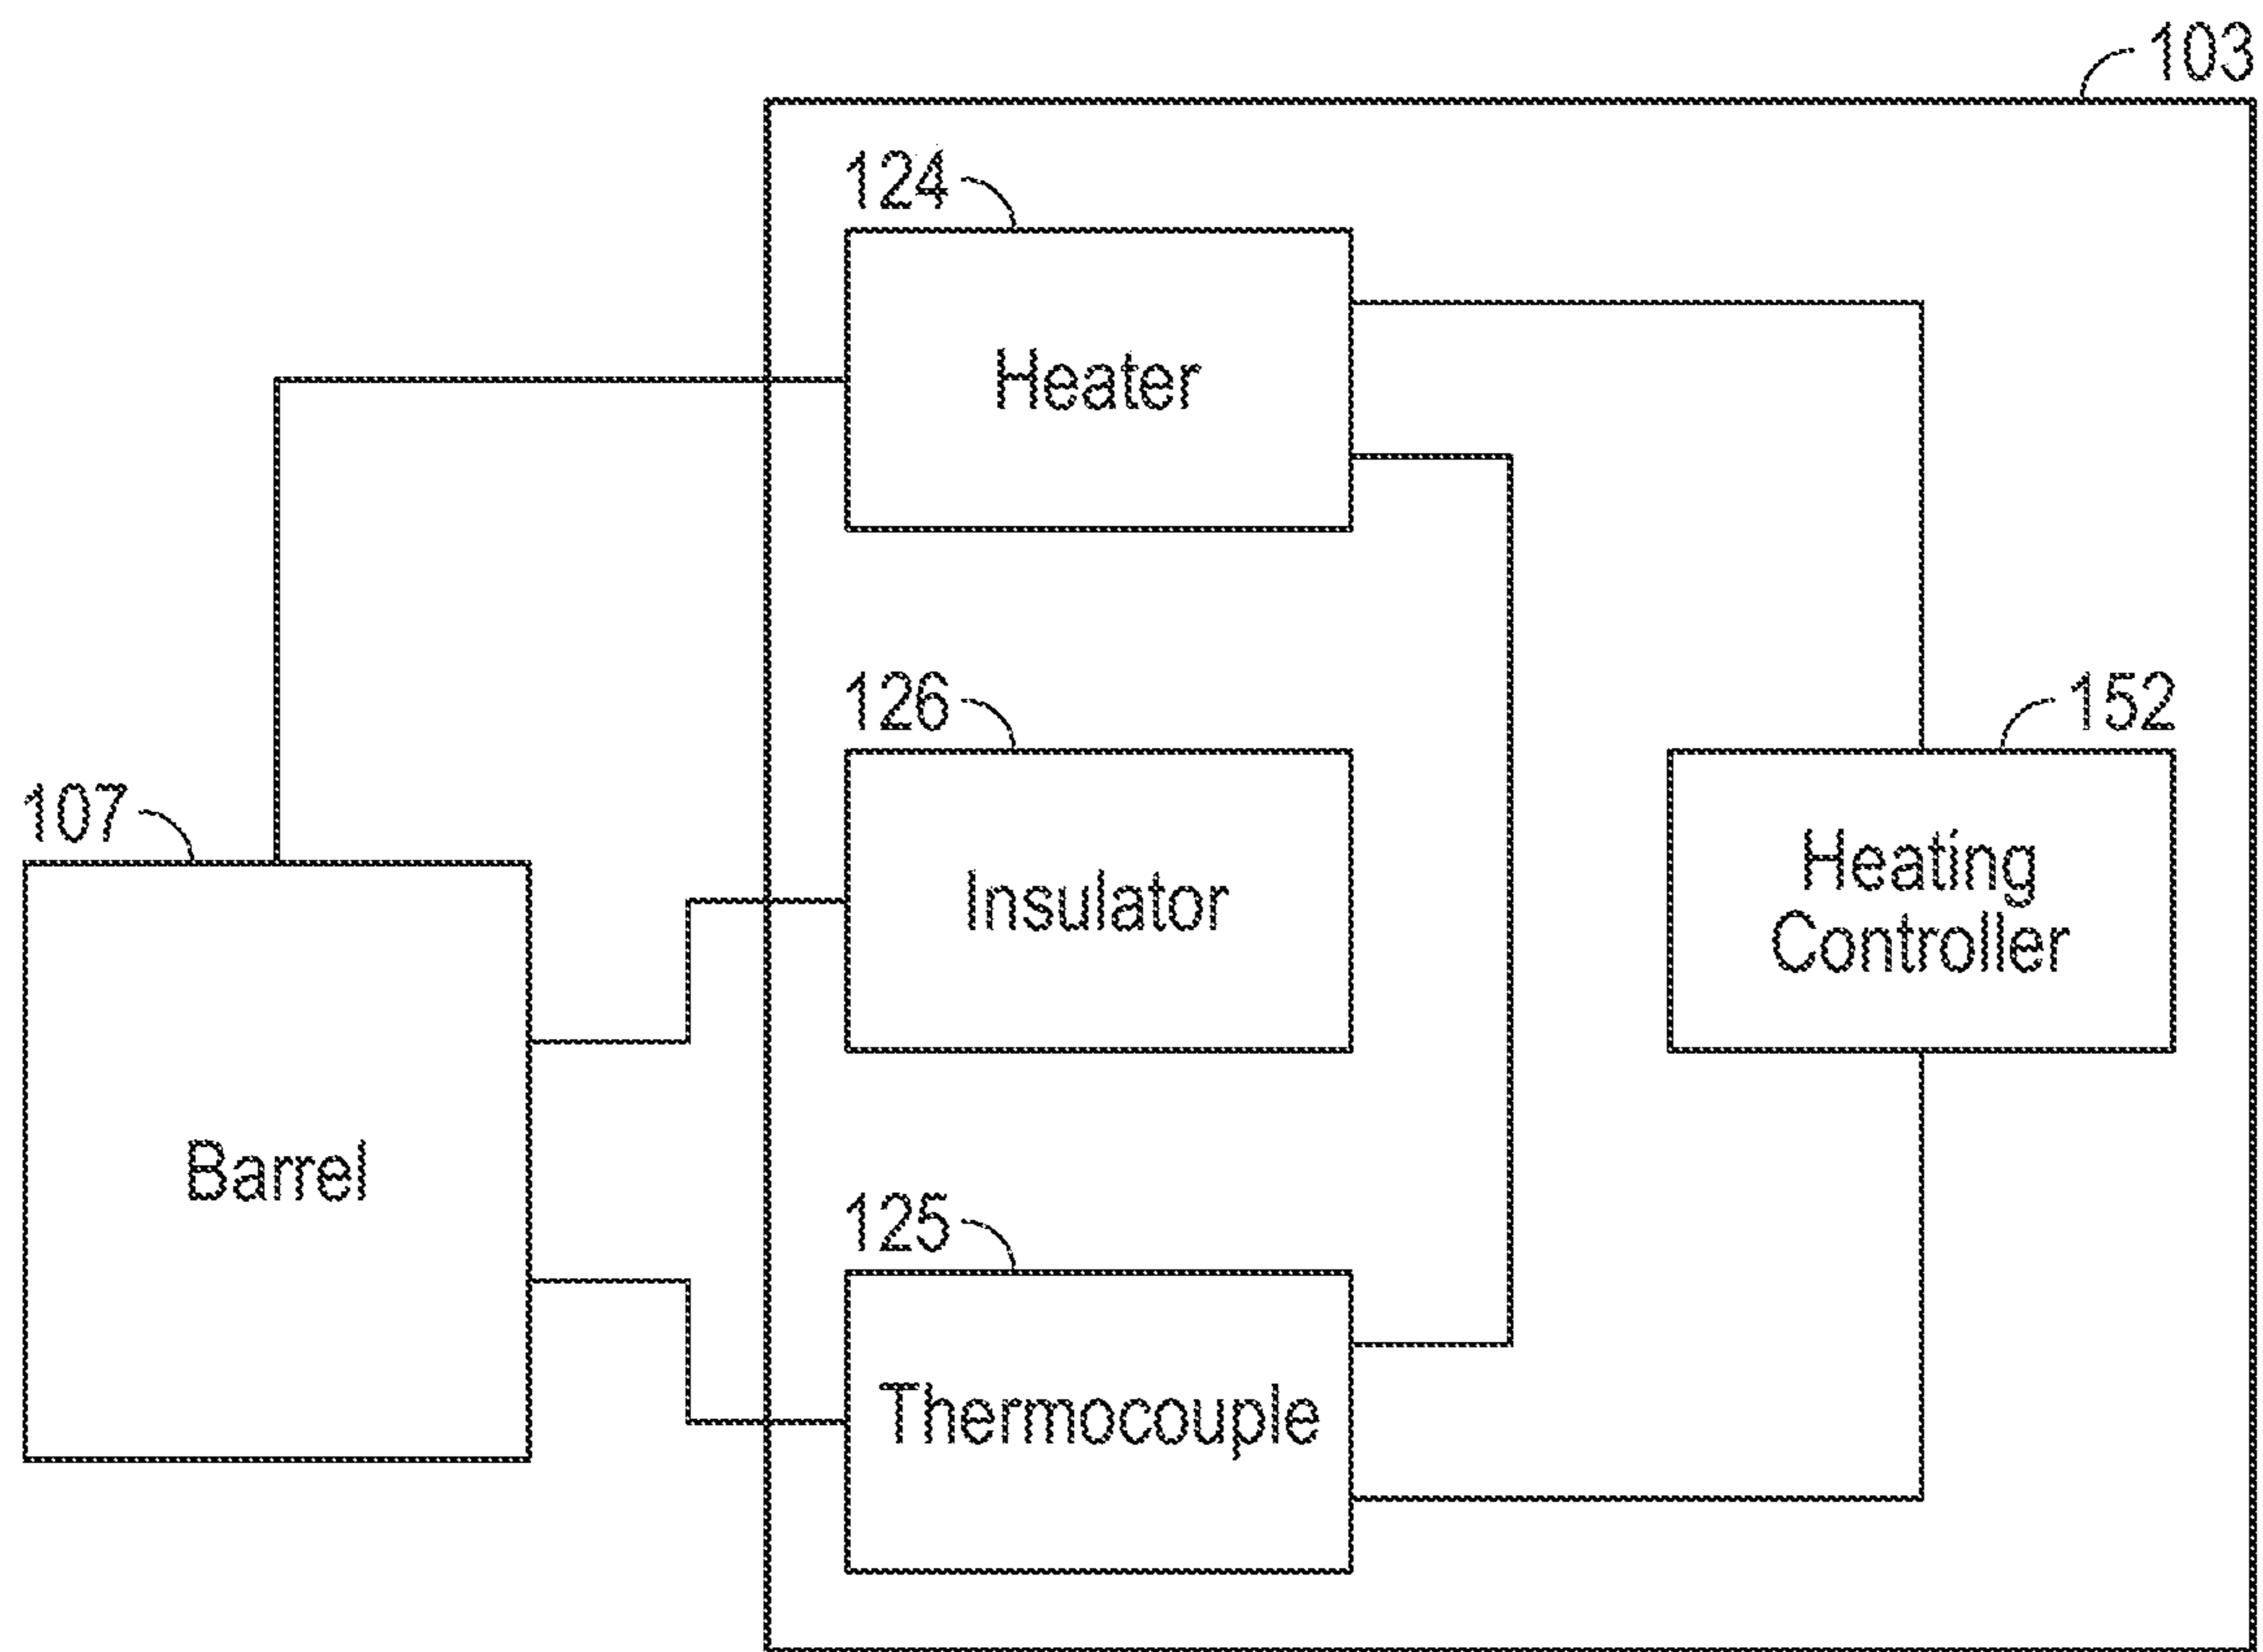 103
124
Heater
126
152
107
Insulator
Heating
Controller
Barrel
125
Thermocouple